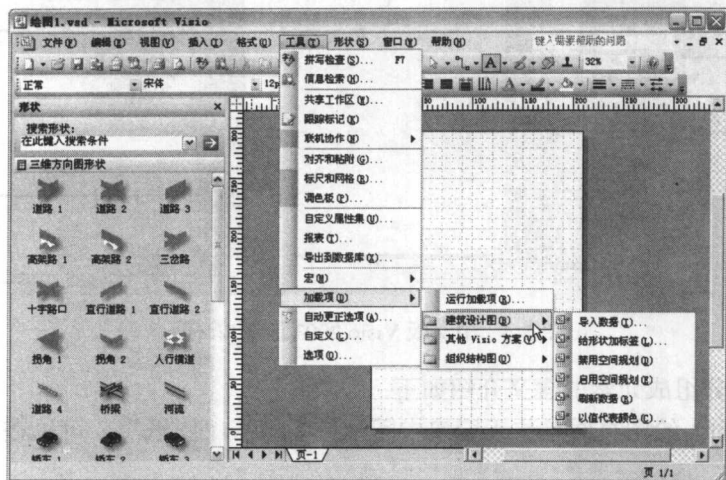 绘图1.vsd - Microsoft Visio
文件(F) 编辑(E) 视图(V) 插入(I) 格式(O) 工具(T) 形状(S) 窗口(W) 帮助(H) 键入需要帮助的问题
32%
正常 宋体 12p
形状
搜索形状:
在此键入搜索条件
三维方向图形状
道路 1 道路 2 道路 3
高架路 1 高架路 2 三岔路
十字路口 直行道路 1 直行道路 2
拐角 1 拐角 2 人行横道
道路 4 桥梁 河流
轿车 1 轿车 2 轿车 3
拼写检查(S)... F7
信息检索(R)...
共享工作区(W)...
跟踪标记(K)
联机协作(N)
对齐和粘附(G)...
标尺和网格(R)...
调色板(P)...
自定义属性集(U)...
报表(T)...
导出到数据库(X)...
宏(M)
加载项(D)
自动更正选项(A)...
自定义(C)...
选项(O)...
运行加载项(R)...
建筑设计图(B)
其他 Visio 方案(V)
组织结构图(O)
导入数据(I)...
给形状加标签(L)...
禁用空间规划(D)
启用空间规划(E)
刷新数据(R)
以值代表颜色(C)...
页-1
页 1/1